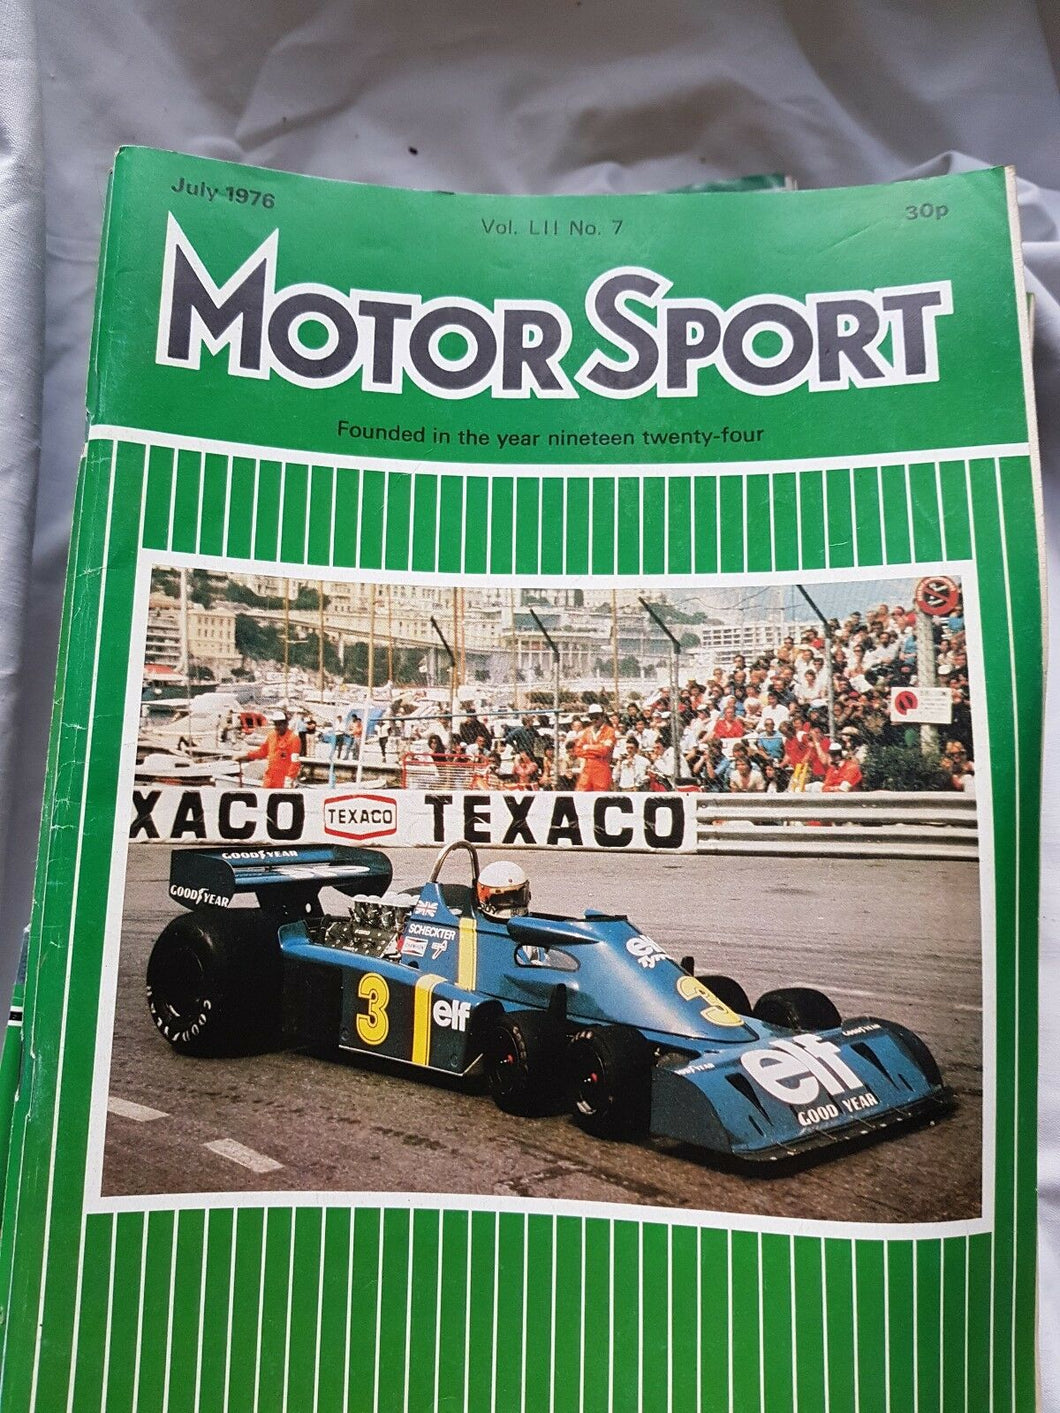 July 1976
Vol. LII No. 7
30p
MOTOR SPORT
Founded in the year nineteen twenty-four
XACO TEXACO TEXACO
GOODYEAR
GOODYEAR
SCHECKTER
3
elf
elf
3
GOODYEAR
GOODYEAR
elf
GOOD YEAR